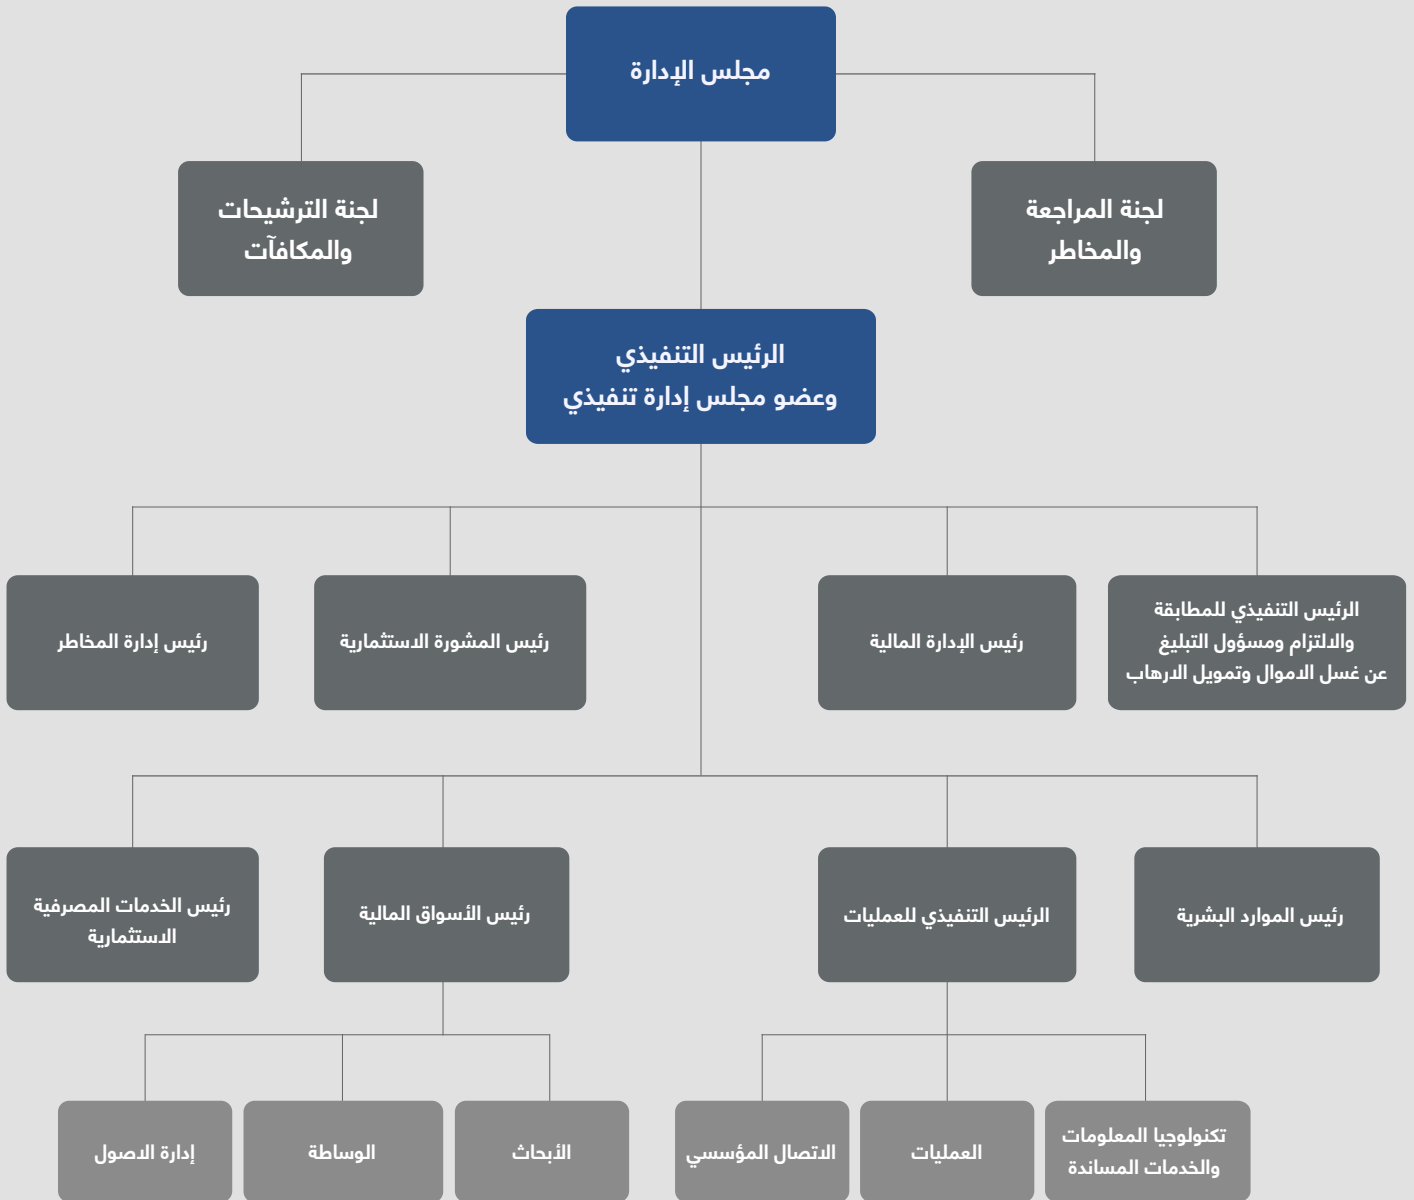 مجلس الإدارة
لجنة المراجعة
والمخاطر
لجنة الترشيحات
والمكافآت
الرئيس التنفيذي
وعضو مجلس إدارة تنفيذي
الرئيس التنفيذي للمطابقة
والالتزام ومسؤول التبليغ
عن غسل الاموال وتمويل الارهاب
رئيس الإدارة المالية
رئيس المشورة الاستثمارية
رئيس إدارة المخاطر
رئيس الموارد البشرية
الرئيس التنفيذي للعمليات
رئيس الأسواق المالية
رئيس الخدمات المصرفية
الاستثمارية
تكنولوجيا المعلومات
والخدمات المساندة
العمليات
الاتصال المؤسسي
الأبحاث
الوساطة
إدارة الاصول